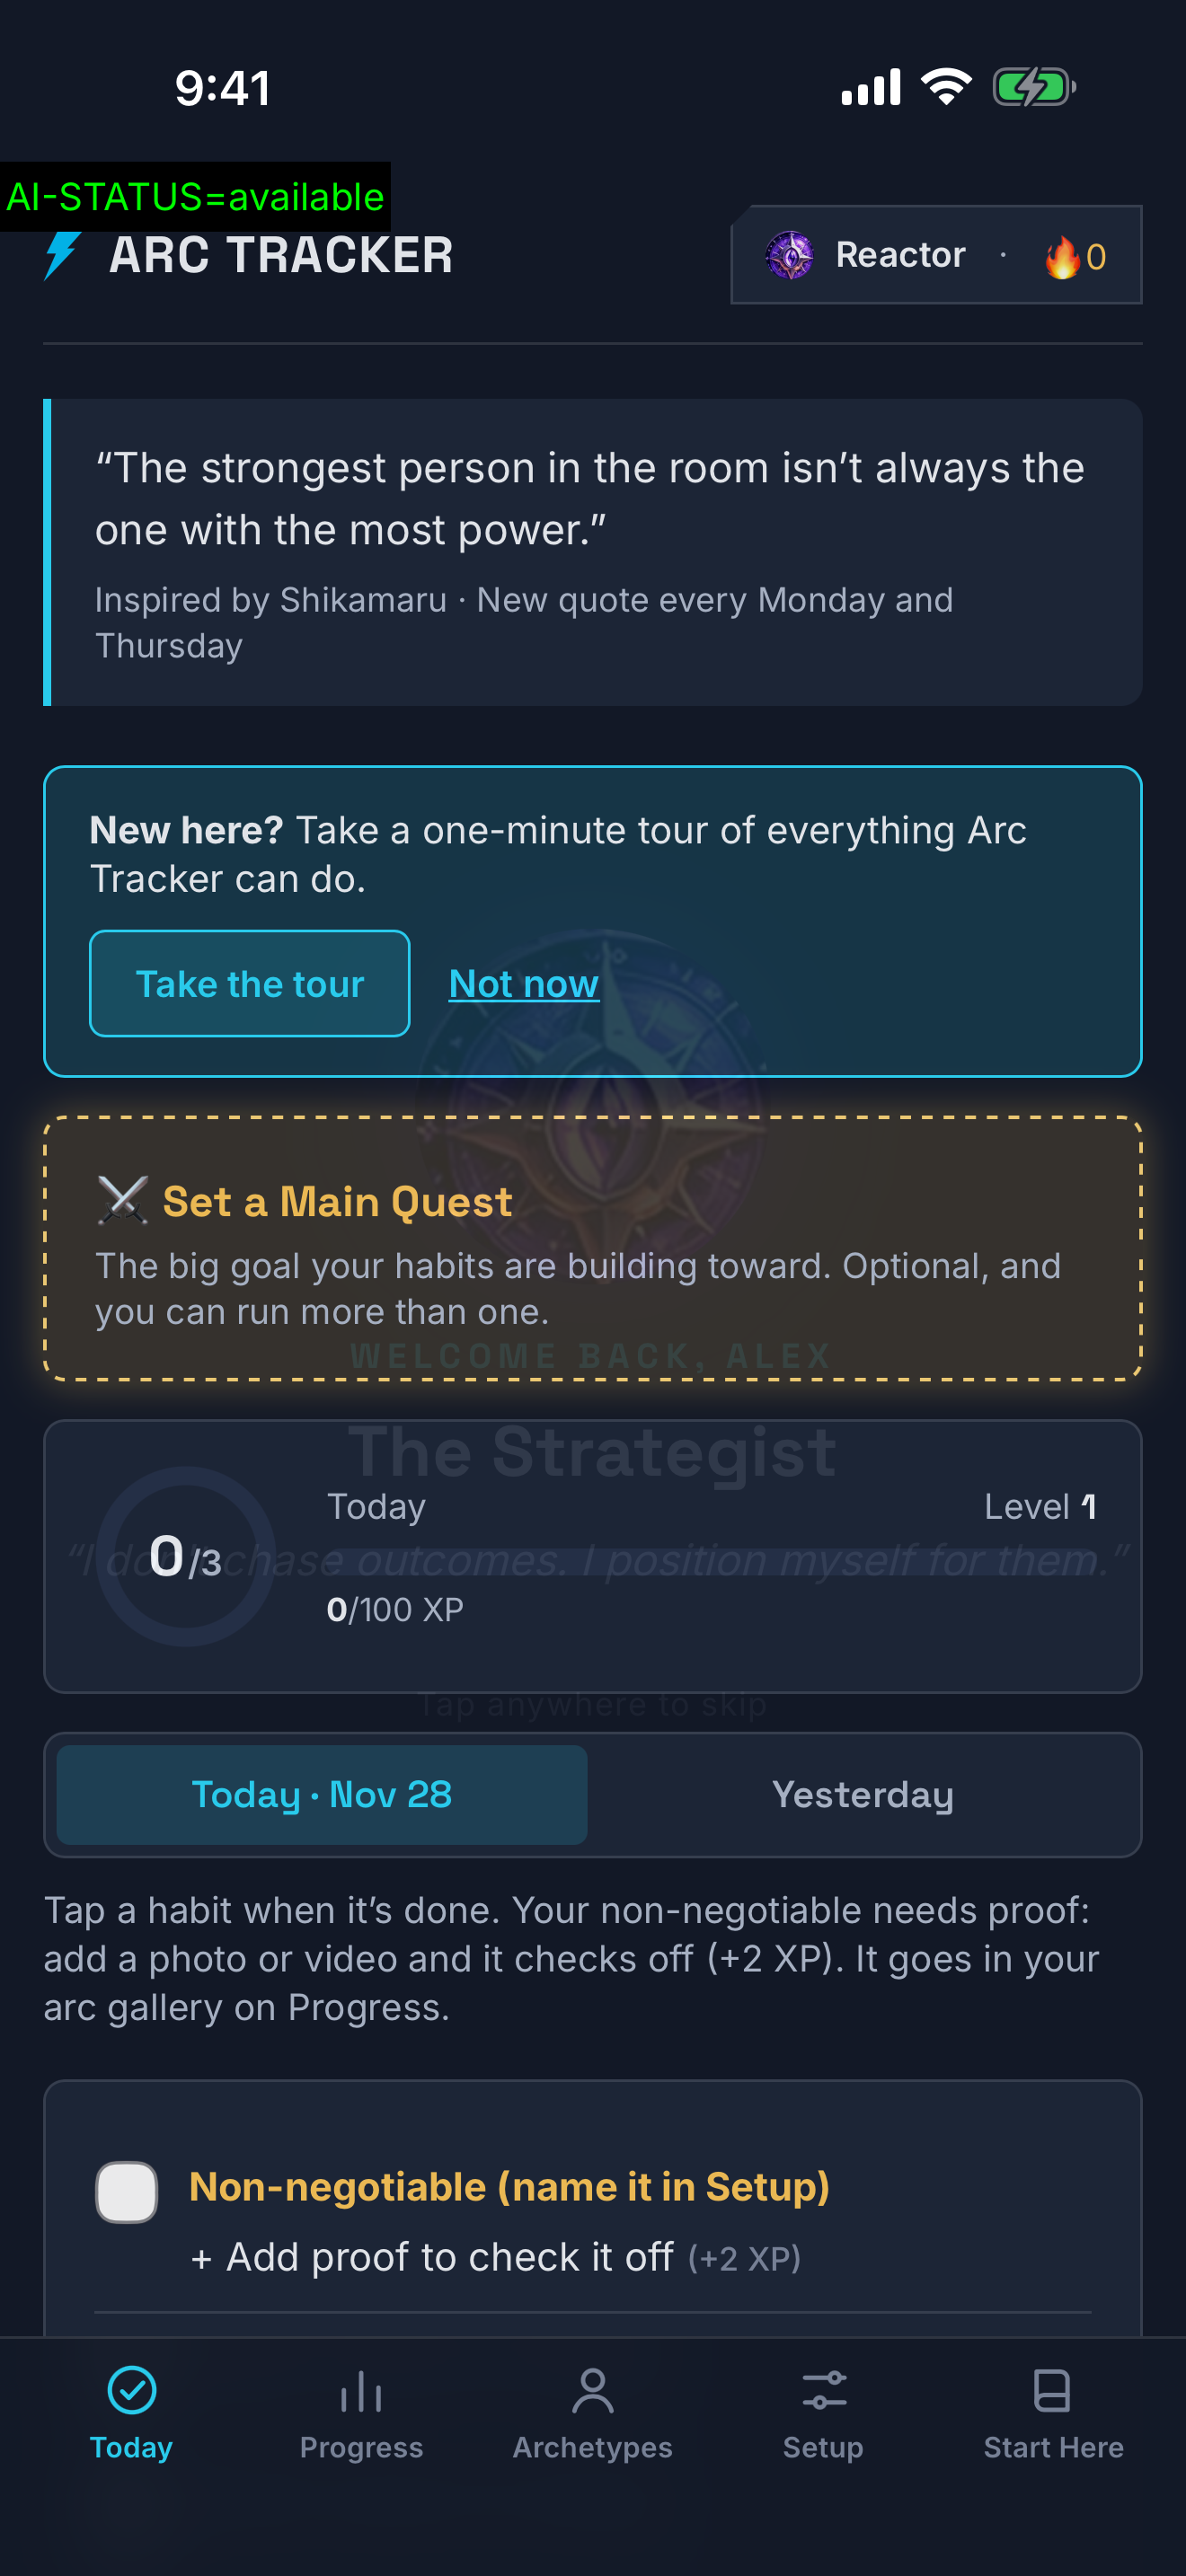 9:41
AI-STATUS=available
ARC TRACKER
Reactor · 🔥0
“The strongest person in the room isn’t always the
one with the most power.”
Inspired by Shikamaru · New quote every Monday and
Thursday
New here? Take a one-minute tour of everything Arc
Tracker can do.
Take the tour
Not now
⚔️ Set a Main Quest
The big goal your habits are building toward. Optional, and
you can run more than one.
WELCOME BACK, ALEX
The Strategist
Today
Level 1
“I don't chase outcomes. I position myself for them.”
0/3
0/100 XP
Tap anywhere to skip
Today · Nov 28
Yesterday
Tap a habit when it’s done. Your non-negotiable needs proof:
add a photo or video and it checks off (+2 XP). It goes in your
arc gallery on Progress.
Non-negotiable (name it in Setup)
+ Add proof to check it off (+2 XP)
Today
Progress
Archetypes
Setup
Start Here